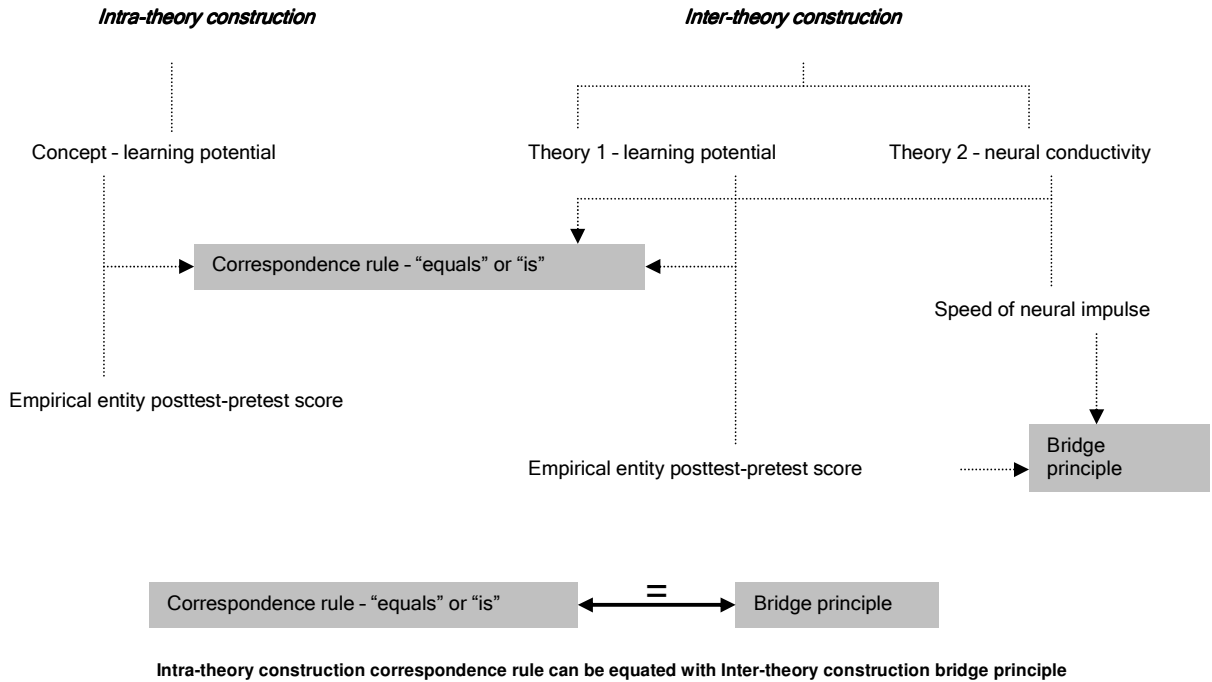 Intra-theory construction
Inter-theory construction
Concept – learning potential
Theory 1 – learning potential
Theory 2 – neural conductivity
Correspondence rule – “equals” or “is”
Speed of neural impulse
Empirical entity posttest-pretest score
Bridge
principle
Empirical entity posttest-pretest score
=
Correspondence rule – “equals” or “is”
Bridge principle
Intra-theory construction correspondence rule can be equated with Inter-theory construction bridge principle